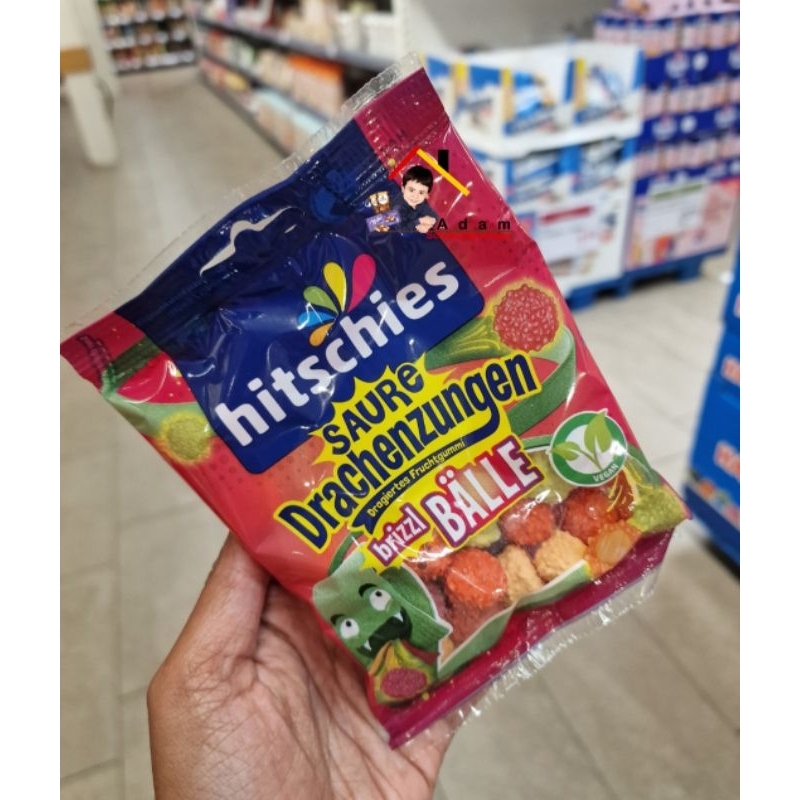 Adam
hitschies
SAURE
Drachenzungen
Dragiertes Fruchtgummi
brizzl BÄLLE
VEGAN